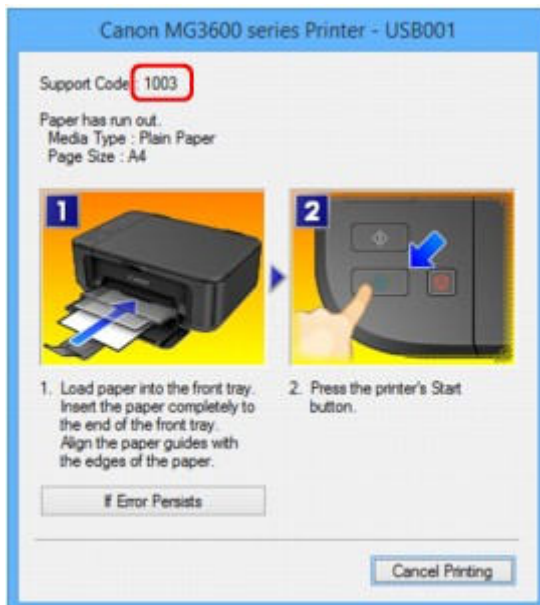 Canon MG3600 series Printer - USB001
Support Code : 1003
Paper has run out.
Media Type : Plain Paper
Page Size : A4
1
2
1. Load paper into the front tray.
Insert the paper completely to
the end of the front tray.
Align the paper guides with
the edges of the paper.
2. Press the printer's Start
button.
If Error Persists
Cancel Printing